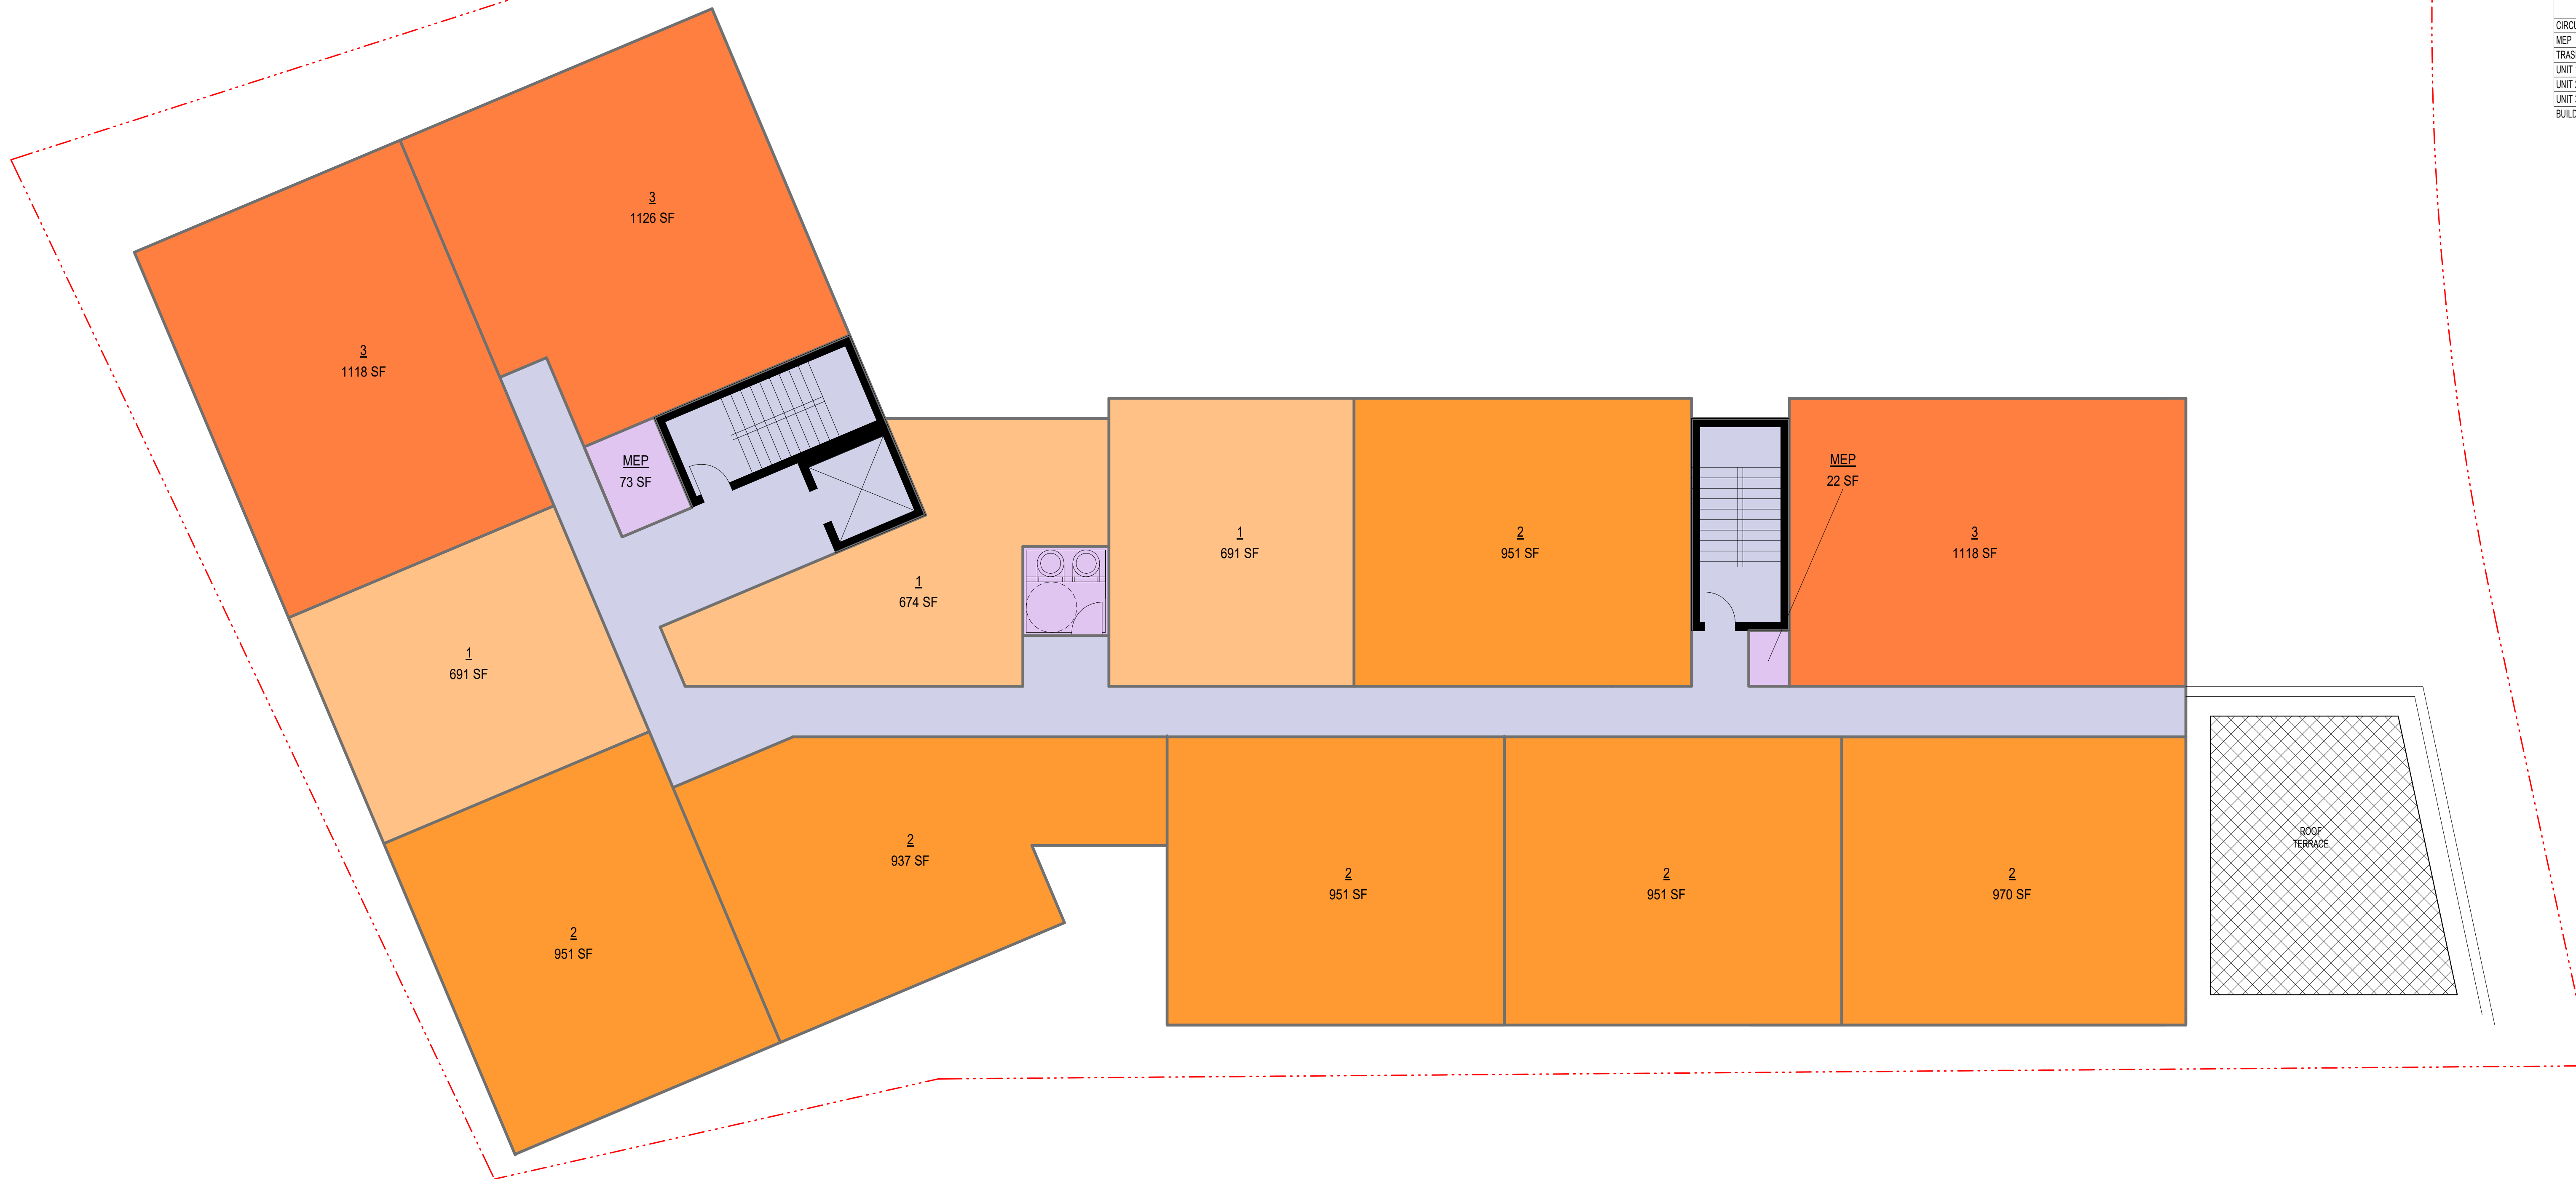 CIRCU
MEP
TRAS
UNIT
UNIT 2
UNIT 3
BUILD
3
1126 SF
3
1118 SF
MEP
73 SF
MEP
22 SF
1
691 SF
2
951 SF
3
1118 SF
1
674 SF
1
691 SF
2
937 SF
2
951 SF
2
951 SF
2
951 SF
2
970 SF
ROOF
TERRACE